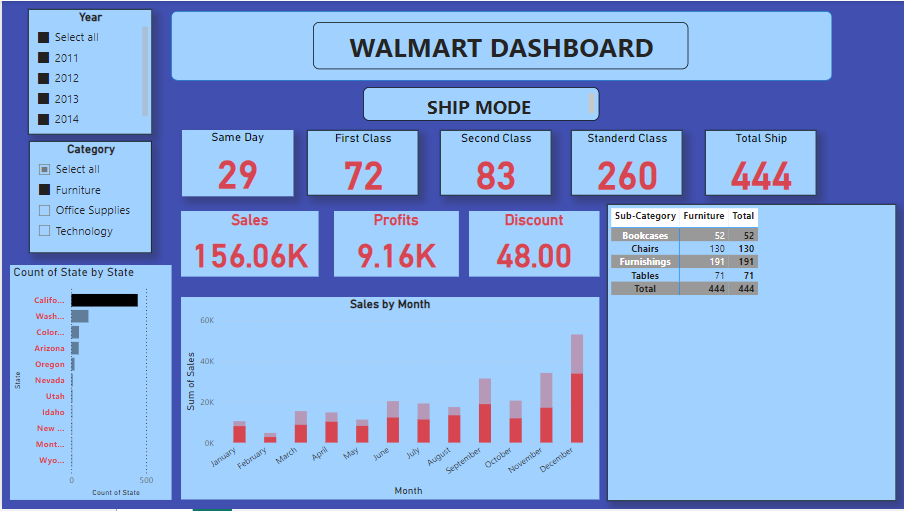 Year
Select all
2011
2012
2013
2014
WALMART DASHBOARD
SHIP MODE
Category
Select all
Furniture
Office Supplies
Technology
Same Day
29
First Class
72
Second Class
83
Standerd Class
260
Total Ship
444
Sales
156.06K
Profits
9.16K
Discount
48.00
Sub-Category Furniture Total
Bookcases 52 52
Chairs 130 130
Furnishings 191 191
Tables 71 71
Total 444 444
Count of State by State
State
Califo...
Wash...
Color...
Arizona
Oregon
Nevada
Utah
Idaho
New ...
Mont...
Wyo...
0 500
Count of State
Sales by Month
Sum of Sales
60K
40K
20K
0K
January February March April May June July August September October November December
Month